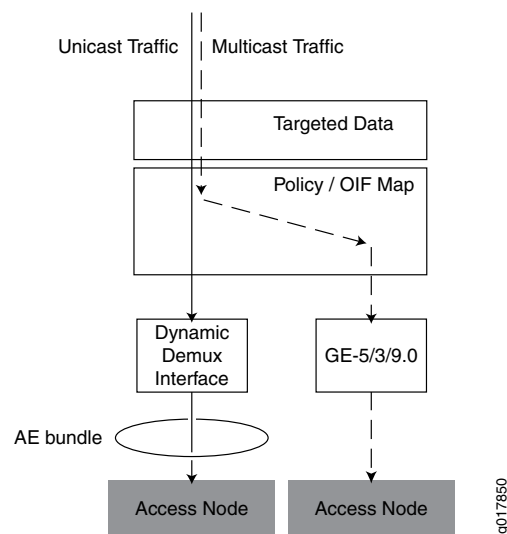 Unicast Traffic
Multicast Traffic
Targeted Data
Policy / OIF Map
Dynamic
Demux
Interface
GE-5/3/9.0
AE bundle
Access Node
Access Node
g017850